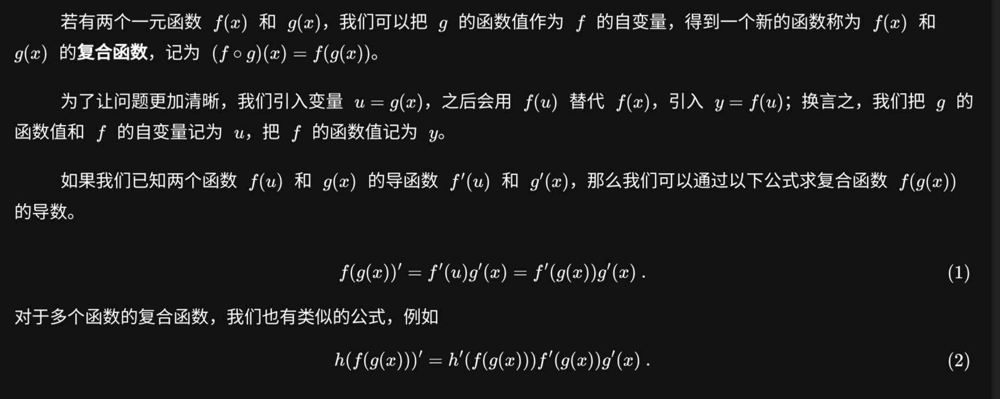 若有两个一元函数 f(x) 和 g(x)，我们可以把 g 的函数值作为 f 的自变量，得到一个新的函数称为 f(x) 和
g(x) 的复合函数，记为 (f ∘ g)(x) = f(g(x))。
为了让问题更加清晰，我们引入变量 u = g(x)，之后会用 f(u) 替代 f(x)，引入 y = f(u)；换言之，我们把 g 的
函数值和 f 的自变量记为 u，把 f 的函数值记为 y。
如果我们已知两个函数 f(u) 和 g(x) 的导函数 f′(u) 和 g′(x)，那么我们可以通过以下公式求复合函数 f(g(x))
的导数。
f(g(x))′ = f′(u)g′(x) = f′(g(x))g′(x) . (1)
对于多个函数的复合函数，我们也有类似的公式，例如
h(f(g(x)))′ = h′(f(g(x)))f′(g(x))g′(x) . (2)